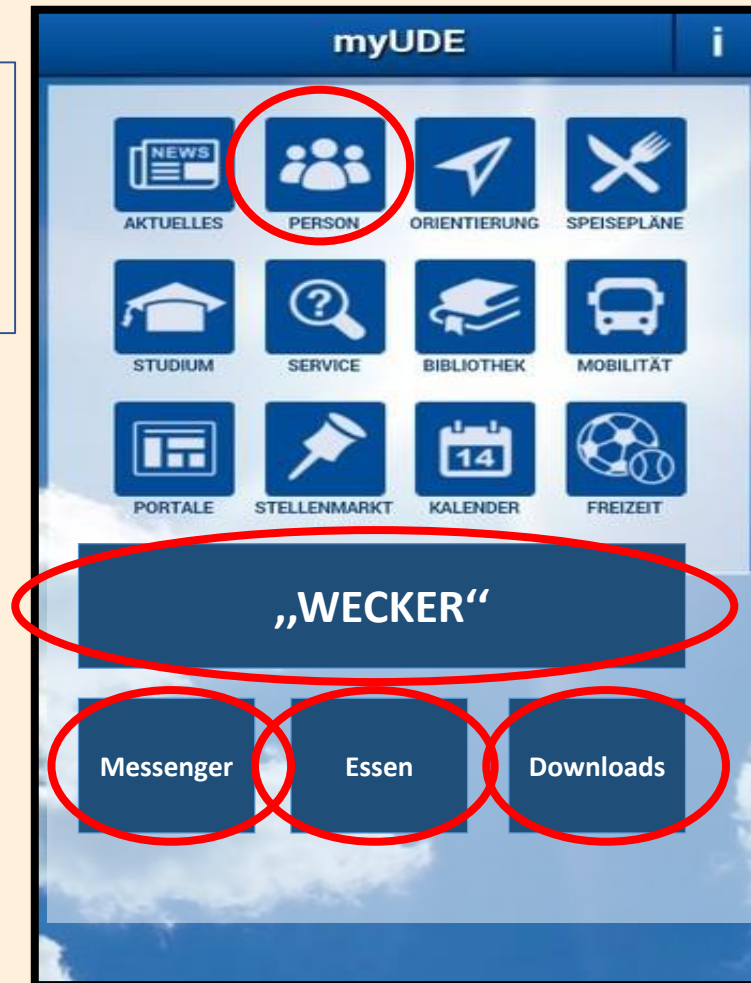 myUDE i
NEWS
AKTUELLES PERSON ORIENTIERUNG SPEISEPLÄNE
?
STUDIUM SERVICE BIBLIOTHEK MOBILITÄT
14
PORTALE STELLENMARKT KALENDER FREIZEIT
,,WECKER‘‘
Messenger Essen Downloads